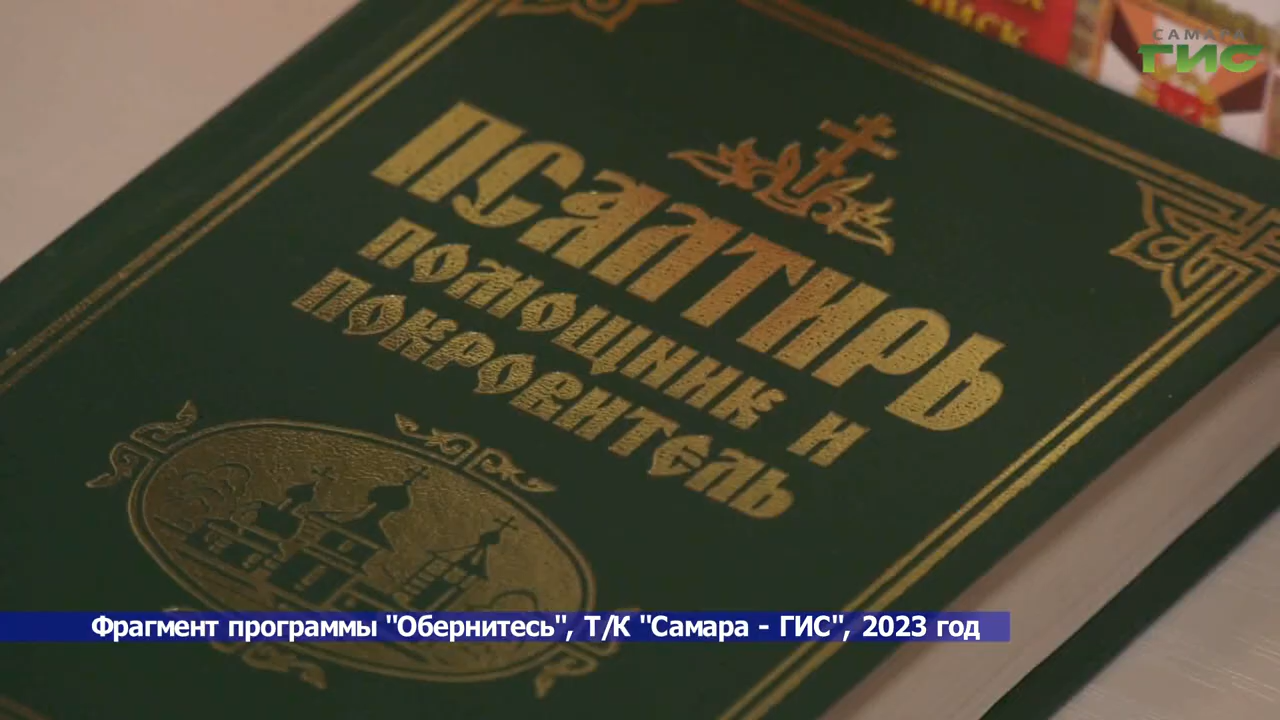 САМАРА
ГИС
ПСАЛТИРЬ
ПОМОЩНИК И
ПОКРОВИТЕЛЬ
Фрагмент программы "Обернитесь", Т/К "Самара - ГИС", 2023 год